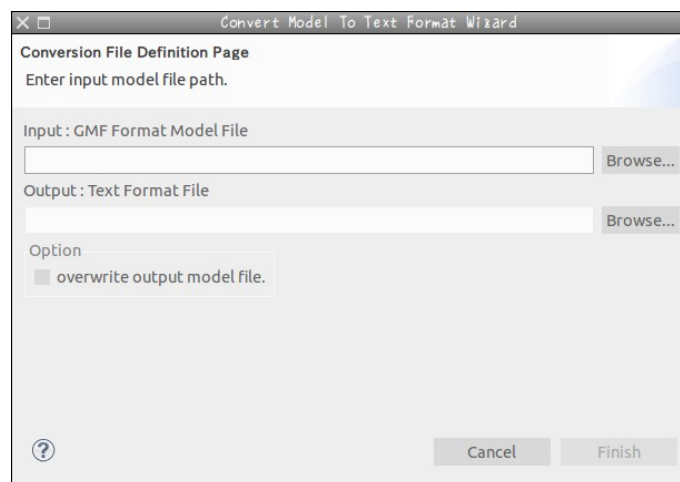 Convert Model To Text Format Wizard
Conversion File Definition Page
Enter input model file path.
Input : GMF Format Model File
Browse...
Output : Text Format File
Browse...
Option
overwrite output model file.
?
Cancel
Finish